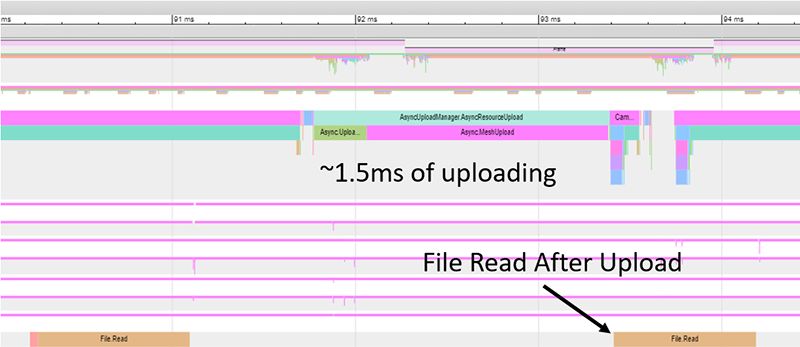 ms
91 ms
92 ms
93 ms
94 ms
Frame
AsyncUploadManager.AsyncResourceUpload
Cam...
Async.Uploa...
Async.MeshUpload
~1.5ms of uploading
File Read After Upload
File.Read
File.Read